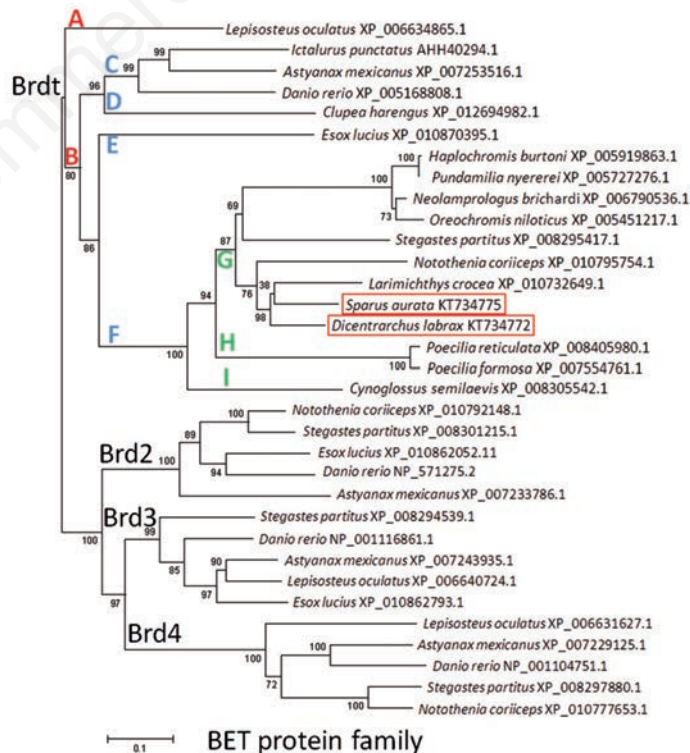 A
Lepisosteus oculatus XP_006634865.1
Ictalurus punctatus AHH40294.1
99
C
99
Astyanax mexicanus XP_007253516.1
Brdt
96
Danio rerio XP_005168808.1
D
Clupea harengus XP_012694982.1
E
Esox lucius XP_010870395.1
B
80
100
Haplochromis burtoni XP_005919863.1
Pundamilia nyererei XP_005727276.1
100
Neolamprologus brichardi XP_006790536.1
73
Oreochromis niloticus XP_005451217.1
69
86
87
Stegastes partitus XP_008295417.1
G
Notothenia coriiceps XP_010795754.1
76
38
Larimichthys crocea XP_010732649.1
94
Sparus aurata KT734775
98
Dicentrarchus labrax KT734772
F
H
Poecilia reticulata XP_008405980.1
100
100
Poecilia formosa XP_007554761.1
I
Cynoglossus semilaevis XP_008305542.1
100
Notothenia coriiceps XP_010792148.1
89
Stegastes partitus XP_008301215.1
Brd2
100
Esox lucius XP_010862052.11
94
Danio rerio NP_571275.2
Astyanax mexicanus XP_007233786.1
Brd3
Stegastes partitus XP_008294539.1
99
100
Danio rerio NP_001116861.1
85
90
Astyanax mexicanus XP_007243935.1
Lepisosteus oculatus XP_006640724.1
97
97
Esox lucius XP_010862793.1
Brd4
Lepisosteus oculatus XP_006631627.1
100
100
Astyanax mexicanus XP_007229125.1
Danio rerio NP_001104751.1
72
Stegastes partitus XP_008297880.1
100
Notothenia coriiceps XP_010777653.1
0.1
BET protein family